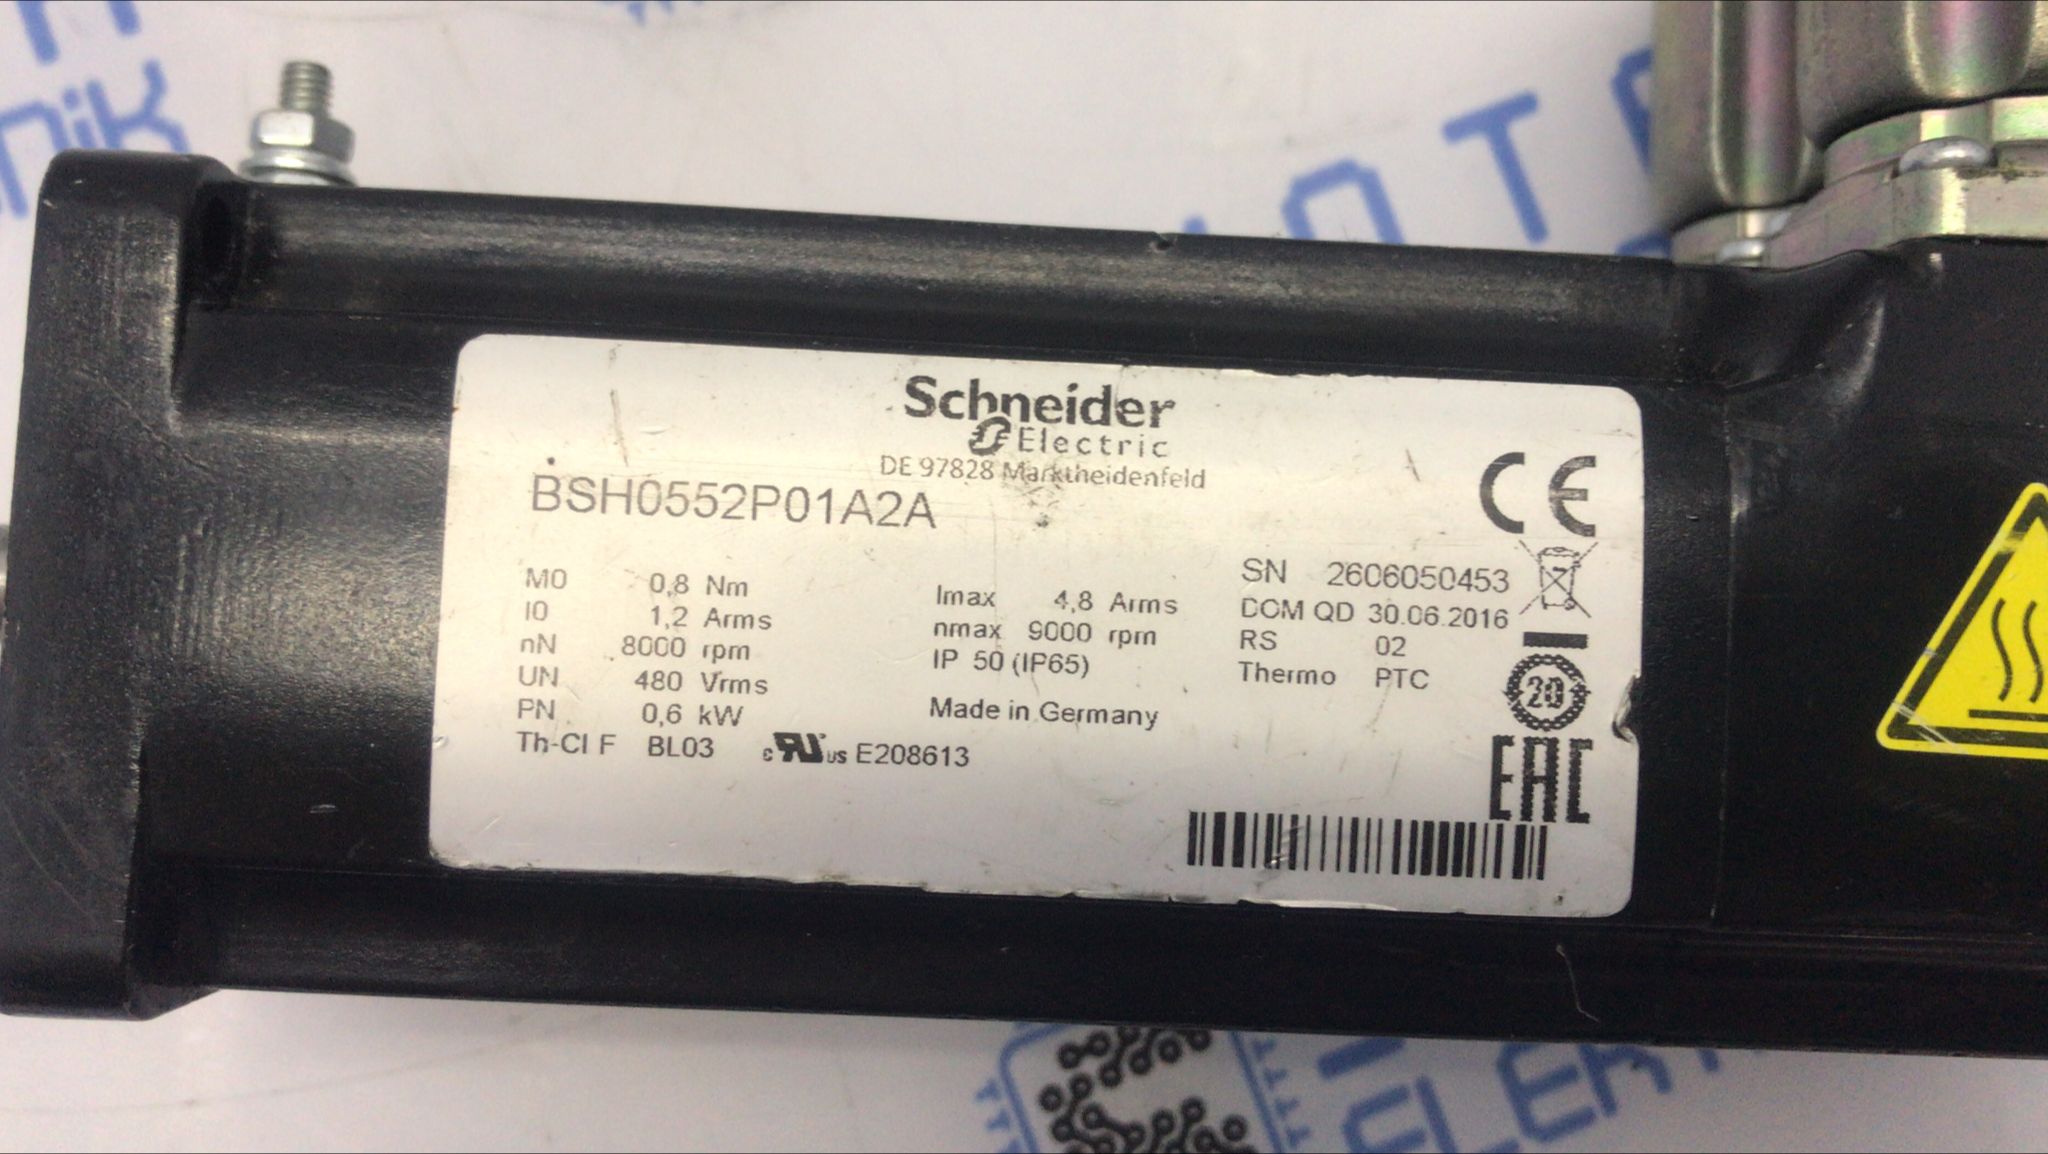 Schneider
Electric
DE 97828 Marktheidenfeld
BSH0552P01A2A
CE
M0 0,8 Nm
I0 1,2 Arms
nN 8000 rpm
UN 480 Vrms
PN 0,6 kW
Th-Cl F BL03
c RU us E208613
Imax 4,8 Arms
nmax 9000 rpm
IP 50 (IP65)
Made in Germany
SN 2606050453
DOM QD 30.06.2016
RS 02
Thermo PTC
20
EAC